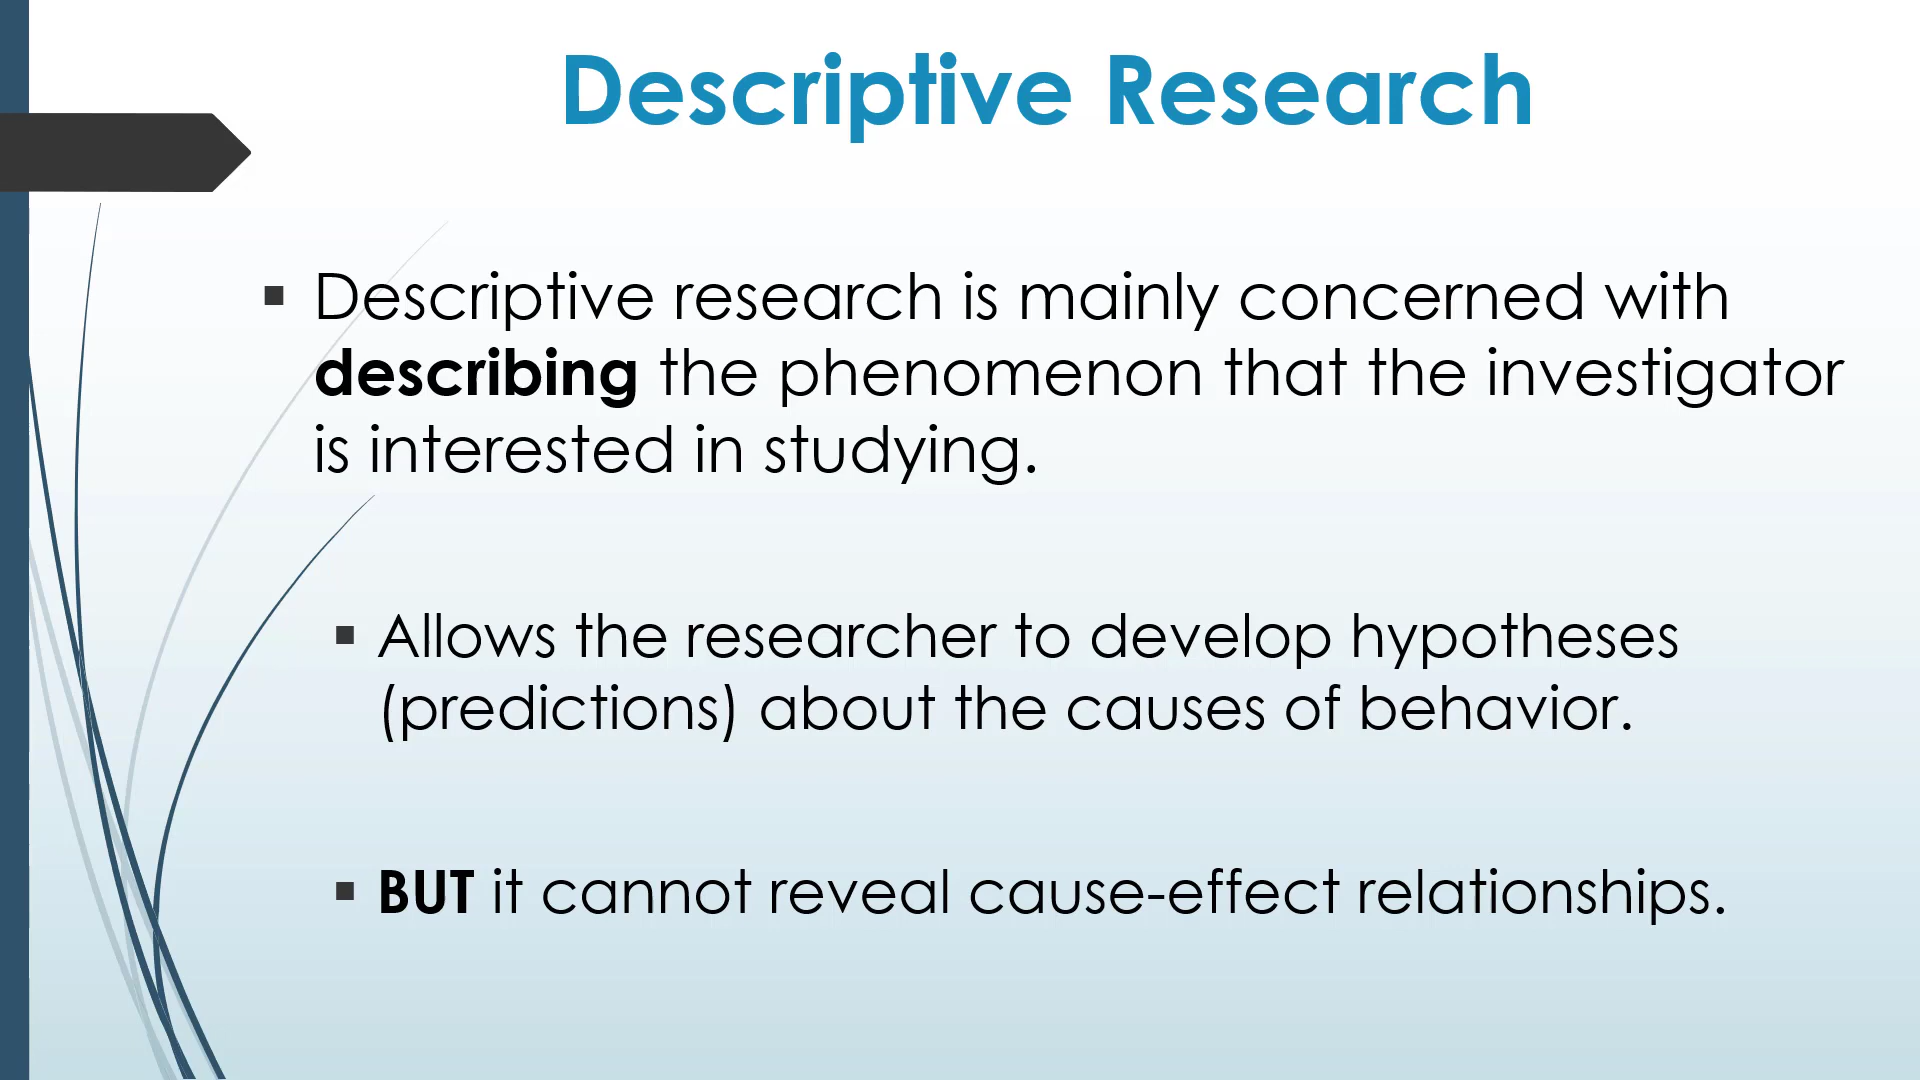 Descriptive Research
▪ Descriptive research is mainly concerned with
describing the phenomenon that the investigator
is interested in studying.
▪ Allows the researcher to develop hypotheses
(predictions) about the causes of behavior.
▪ BUT it cannot reveal cause-effect relationships.